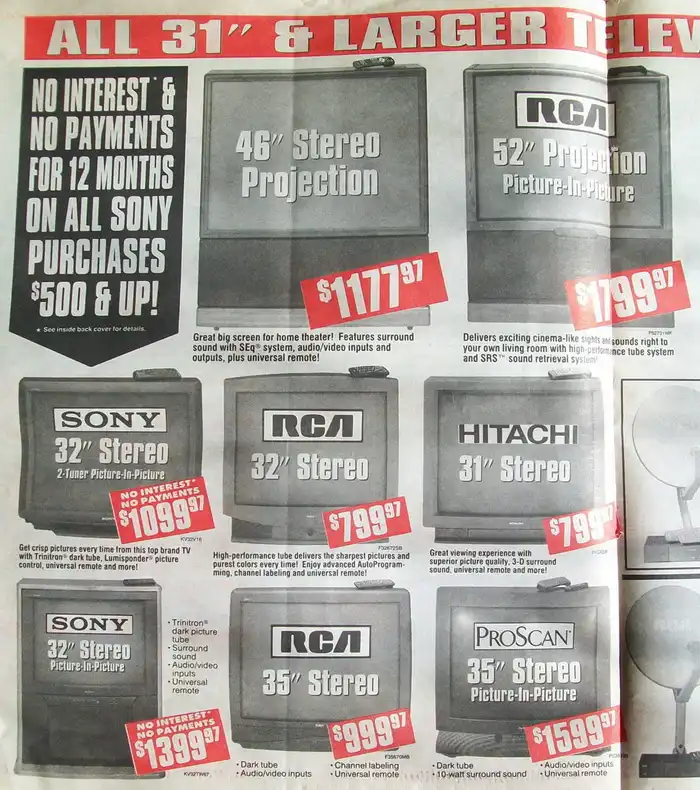 ALL 31" & LARGER TELEV
NO INTEREST* &
NO PAYMENTS
FOR 12 MONTHS
ON ALL SONY
PURCHASES
$500 & UP!
* See inside back cover for details.
46" Stereo
Projection
$1177 97
Great big screen for home theater! Features surround
sound with SEq® system, audio/video inputs and
outputs, plus universal remote!
RCA
52" Projection
Picture-In-Picture
$1799 97
Delivers exciting cinema-like sights and sounds right to
your own living room with high-performance tube system
and SRS™ sound retrieval system!
SONY
32" Stereo
2-Tuner Picture-In-Picture
NO INTEREST*
NO PAYMENTS
$1099 97
Get crisp pictures every time from this top brand TV
with Trinitron® dark tube, Lumisponder® picture
control, universal remote and more!
RCA
32" Stereo
$799 97
High-performance tube delivers the sharpest pictures and
purest colors every time! Enjoy advanced AutoProgram-
ming, channel labeling and universal remote!
HITACHI
31" Stereo
$799 97
Great viewing experience with
superior picture quality, 3-D surround
sound, universal remote and more!
SONY
32" Stereo
Picture-In-Picture
• Trinitron®
dark picture
tube
• Surround
sound
• Audio/video
inputs
• Universal
remote
NO INTEREST*
NO PAYMENTS
$1399 97
RCA
35" Stereo
$999 97
F35670MB
• Dark tube
• Audio/video inputs
• Channel labeling
• Universal remote
PROSCAN
35" Stereo
Picture-In-Picture
$1599 97
• Dark tube
• 10-watt surround sound
• Audio/video inputs
• Universal remote